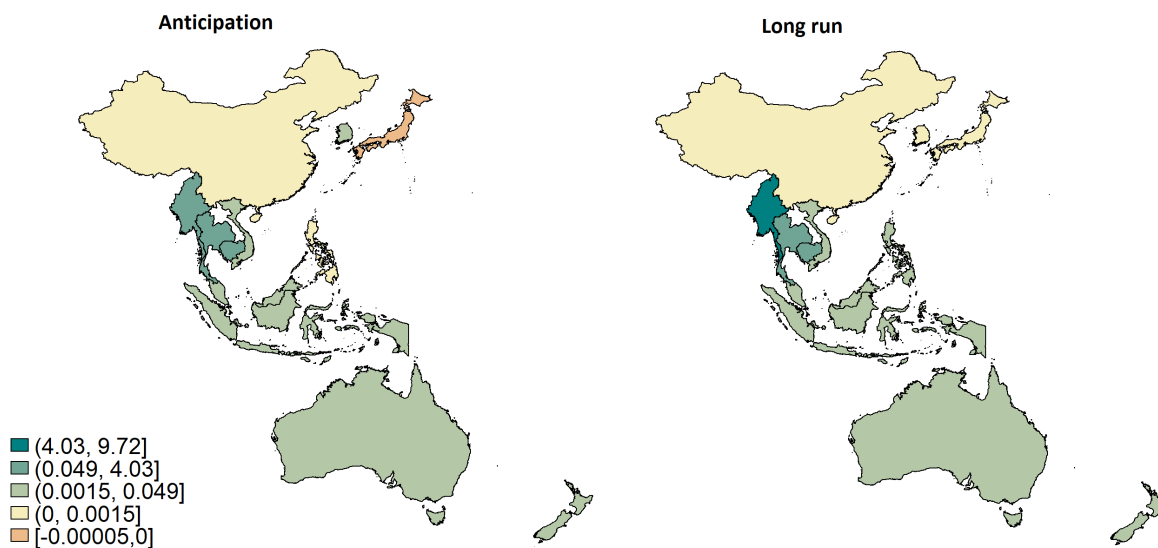 Anticipation
Long run
(4.03, 9.72]
(0.049, 4.03]
(0.0015, 0.049]
(0, 0.0015]
[-0.00005,0]